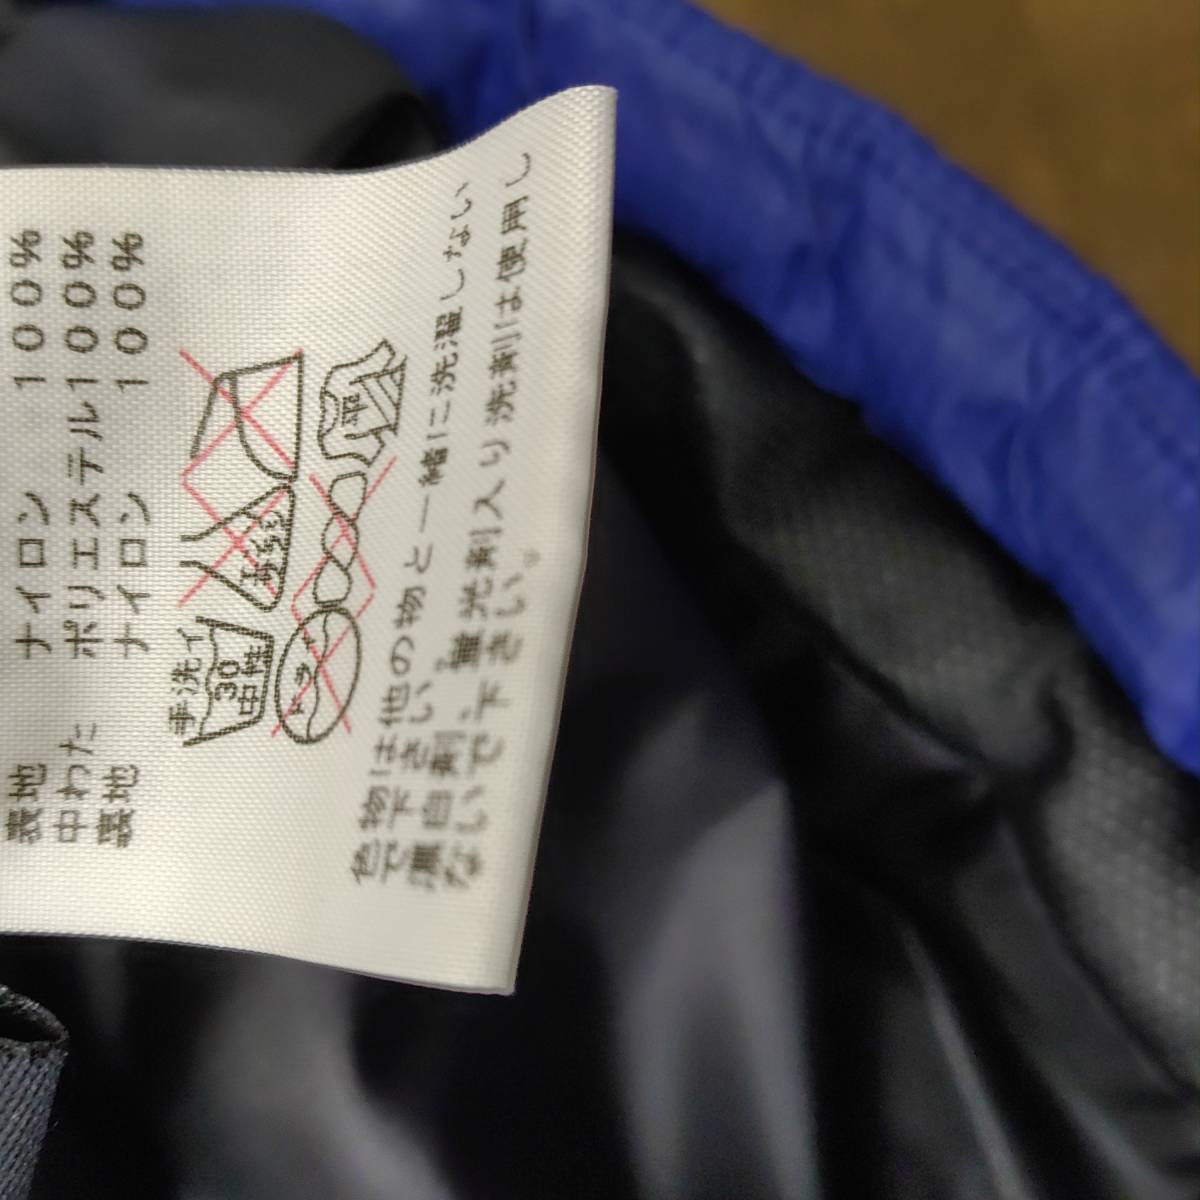 表地 ナイロン 100%
中わた ポリエステル100%
裏地 ナイロン 100%
手洗イ
30
中性
ドライ
平
色物は他の物と一緒に洗濯しない
で下さい。
漂白剤、蛍光剤入り洗剤は使用し
ないで下さい。